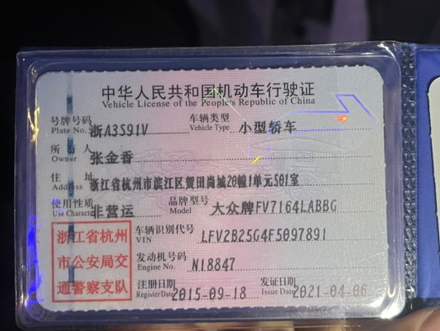 中华人民共和国机动车行驶证
Vehicle License of the People's Republic of China
号牌号码 浙A3S91V 车辆类型 小型轿车
Plate No. Vehicle Type
所有人 张金香
Owner
住址 浙江省杭州市滨江区贺田尚城20幢1单元501室
Address
使用性质 非营运 品牌型号 大众牌FV7164LABBG
Use Character Model
浙江省杭州 车辆识别代号 LFV2B25G4F5097891
VIN
市公安局交 发动机号码 N18847
Engine No.
通警察支队 注册日期 2015-09-18 发证日期 2021-04-06
Register Date Issue Date